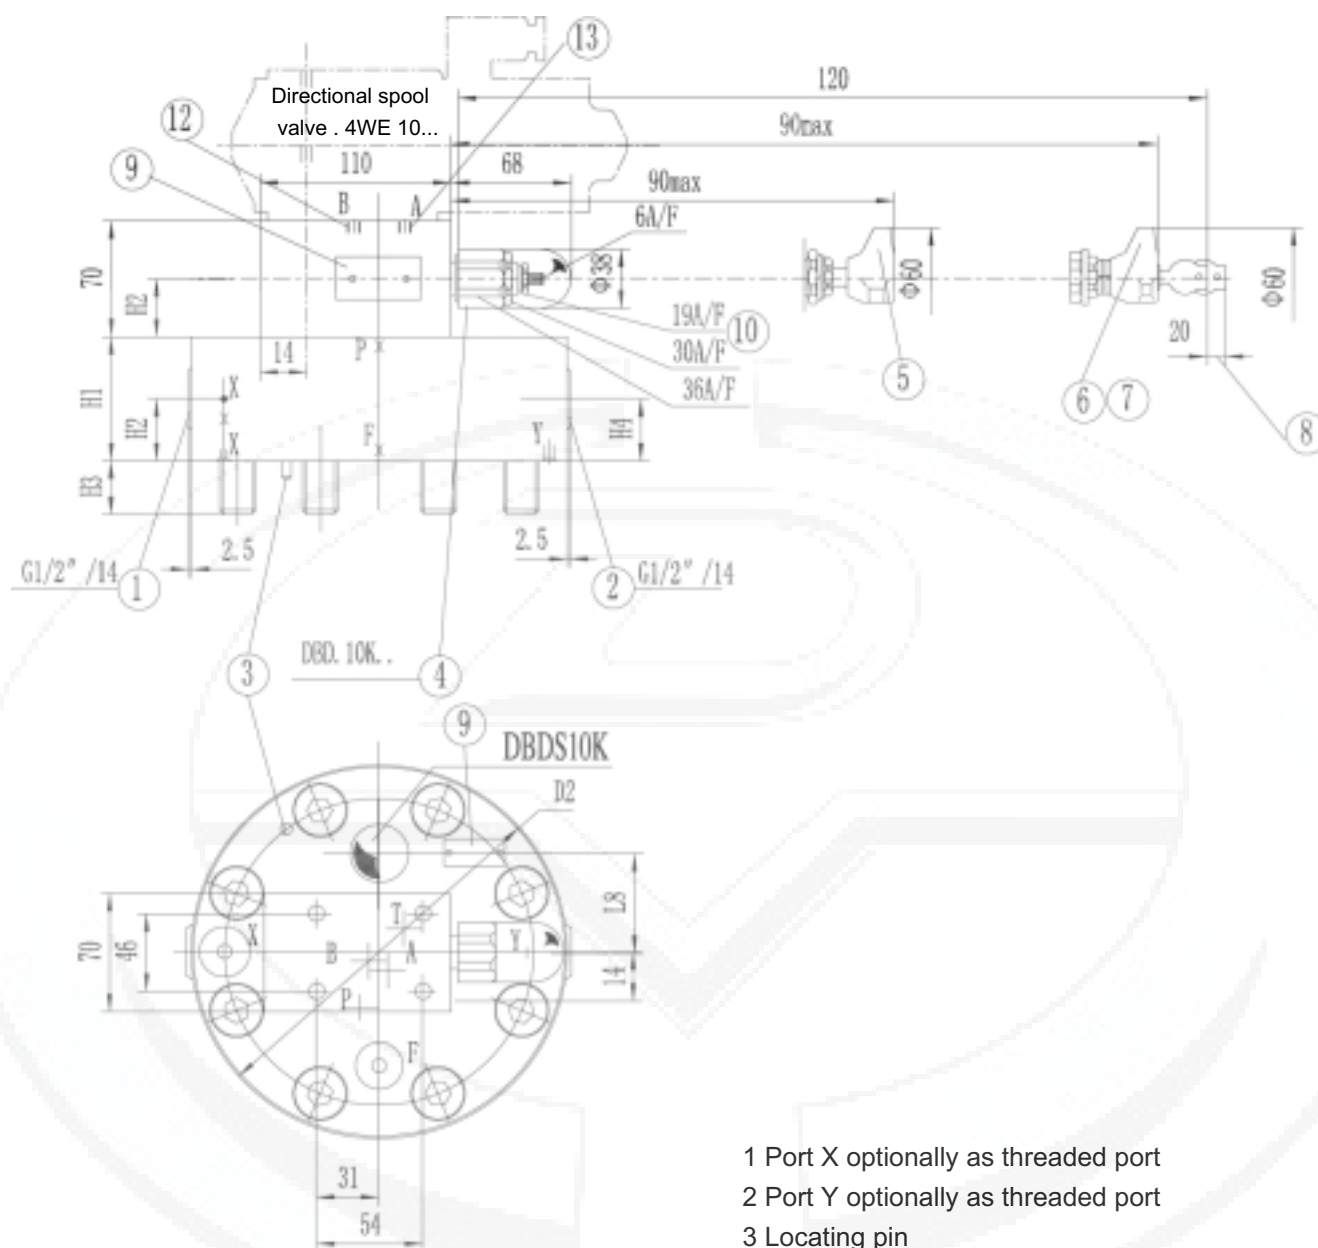 13
120
Directional spool
valve . 4WE 10...
12
90max
110
68
9
90max
B
A
6A/F
70
H2
Φ38
Φ60
Φ60
19A/F
10
20
14
P
30A/F
H1
X
36A/F
5
6
7
8
H2
F
Y
H4
X
H3
2.5
2.5
G1/2" /14
1
2
G1/2" /14
3
DBD. 10K..
4
9
DBDS10K
D2
L8
70
46
T
X
B
A
Y
14
P
F
31
54
1 Port X optionally as threaded port
2 Port Y optionally as threaded port
3 Locating pin